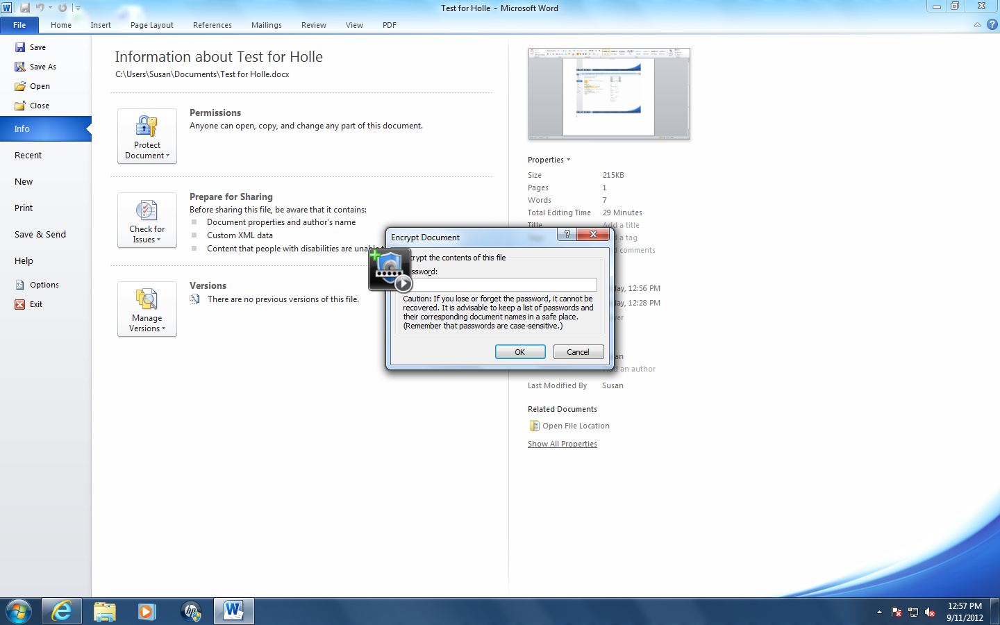 Test for Holle - Microsoft Word
File Home Insert Page Layout References Mailings Review View PDF
Save
Save As
Open
Close
Info
Recent
New
Print
Save & Send
Help
Options
Exit
Information about Test for Holle
C:\Users\Susan\Documents\Test for Holle.docx
Protect
Document
Permissions
Anyone can open, copy, and change any part of this document.
Check for
Issues
Prepare for Sharing
Before sharing this file, be aware that it contains:
Document properties and author's name
Custom XML data
Content that people with disabilities are unable
Manage
Versions
Versions
There are no previous versions of this file.
Encrypt Document
?
crypt the contents of this file
ssword:
Caution: If you lose or forget the password, it cannot be
recovered. It is advisable to keep a list of passwords and
their corresponding document names in a safe place.
(Remember that passwords are case-sensitive.)
OK Cancel
Properties
Size 215KB
Pages 1
Words 7
Total Editing Time 29 Minutes
Title Add a title
a tag
comments
day, 12:56 PM
day, 12:28 PM
an author
Last Modified By Susan
Related Documents
Open File Location
Show All Properties
hp
W
12:57 PM
9/11/2012